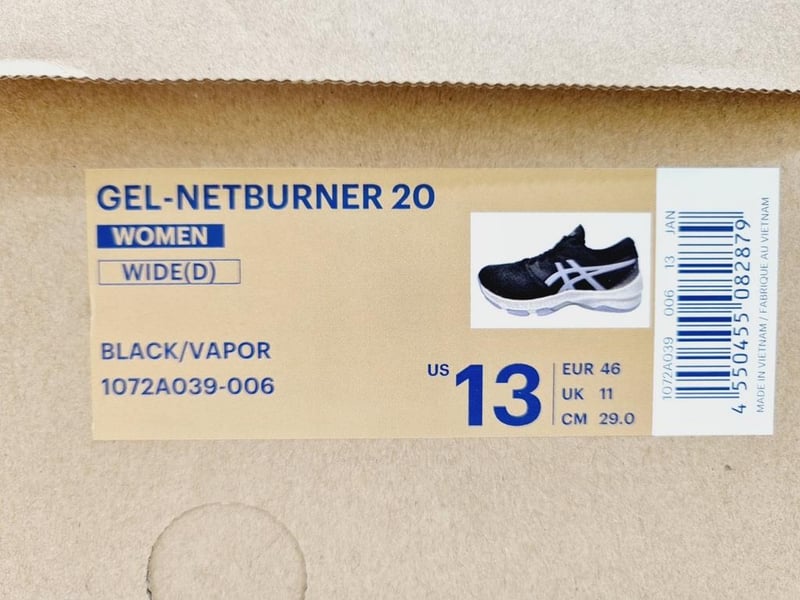 GEL-NETBURNER 20
WOMEN
WIDE(D)
BLACK/VAPOR
1072A039-006
US 13
EUR 46
UK 11
CM 29.0
1072A039 006 13 JAN
4 550455 082879
MADE IN VIETNAM / FABRIQUE AU VIETNAM